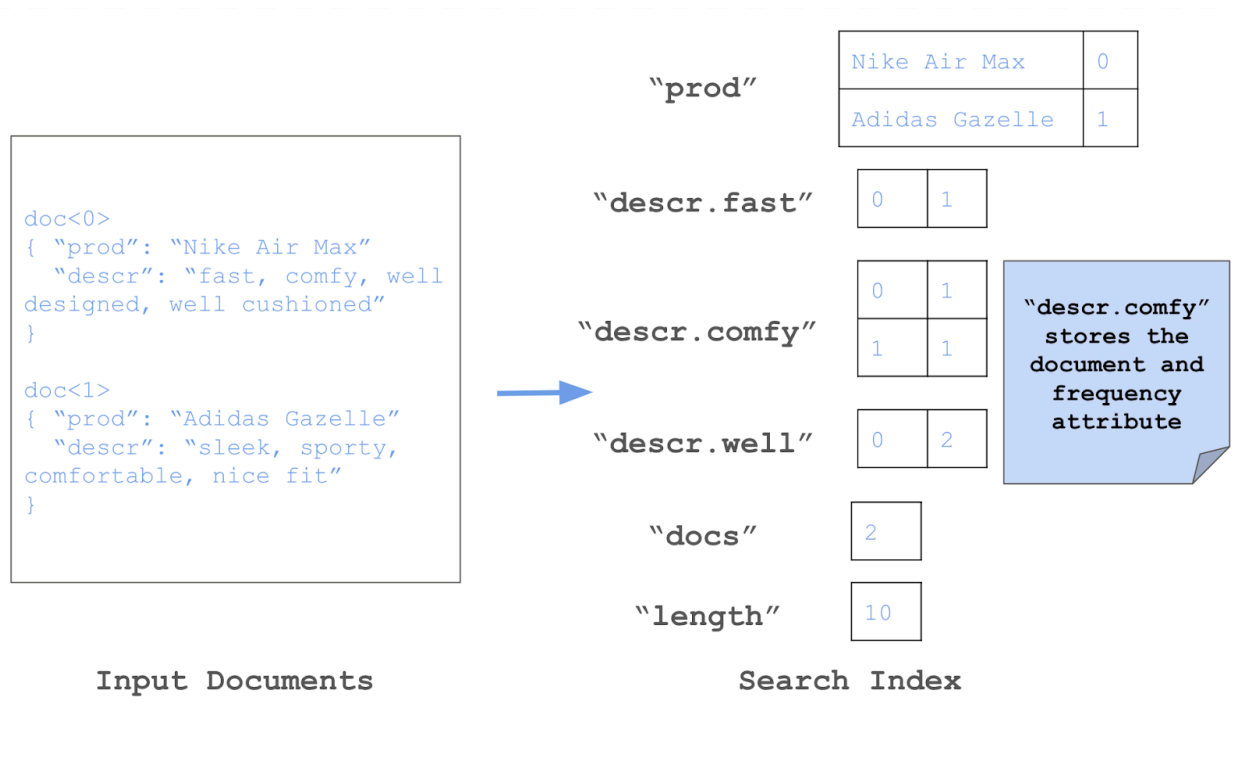 doc<0>
{ “prod”: “Nike Air Max”
“descr”: “fast, comfy, well
designed, well cushioned”
}
doc<1>
{ “prod”: “Adidas Gazelle”
“descr”: “sleek, sporty,
comfortable, nice fit”
}
Input Documents
“prod”
Nike Air Max 0
Adidas Gazelle 1
“descr.fast”
0 1
“descr.comfy”
0 1
1 1
“descr.comfy”
stores the
document and
frequency
attribute
“descr.well”
0 2
“docs”
2
“length”
10
Search Index